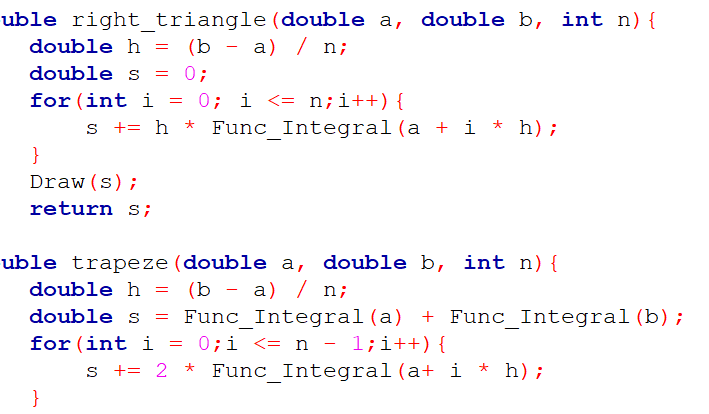 uble right_triangle(double a, double b, int n){
double h = (b - a) / n;
double s = 0;
for(int i = 0; i <= n;i++){
s += h * Func_Integral(a + i * h);
}
Draw(s);
return s;
uble trapeze(double a, double b, int n){
double h = (b - a) / n;
double s = Func_Integral(a) + Func_Integral(b);
for(int i = 0;i <= n - 1;i++){
s += 2 * Func_Integral(a+ i * h);
}